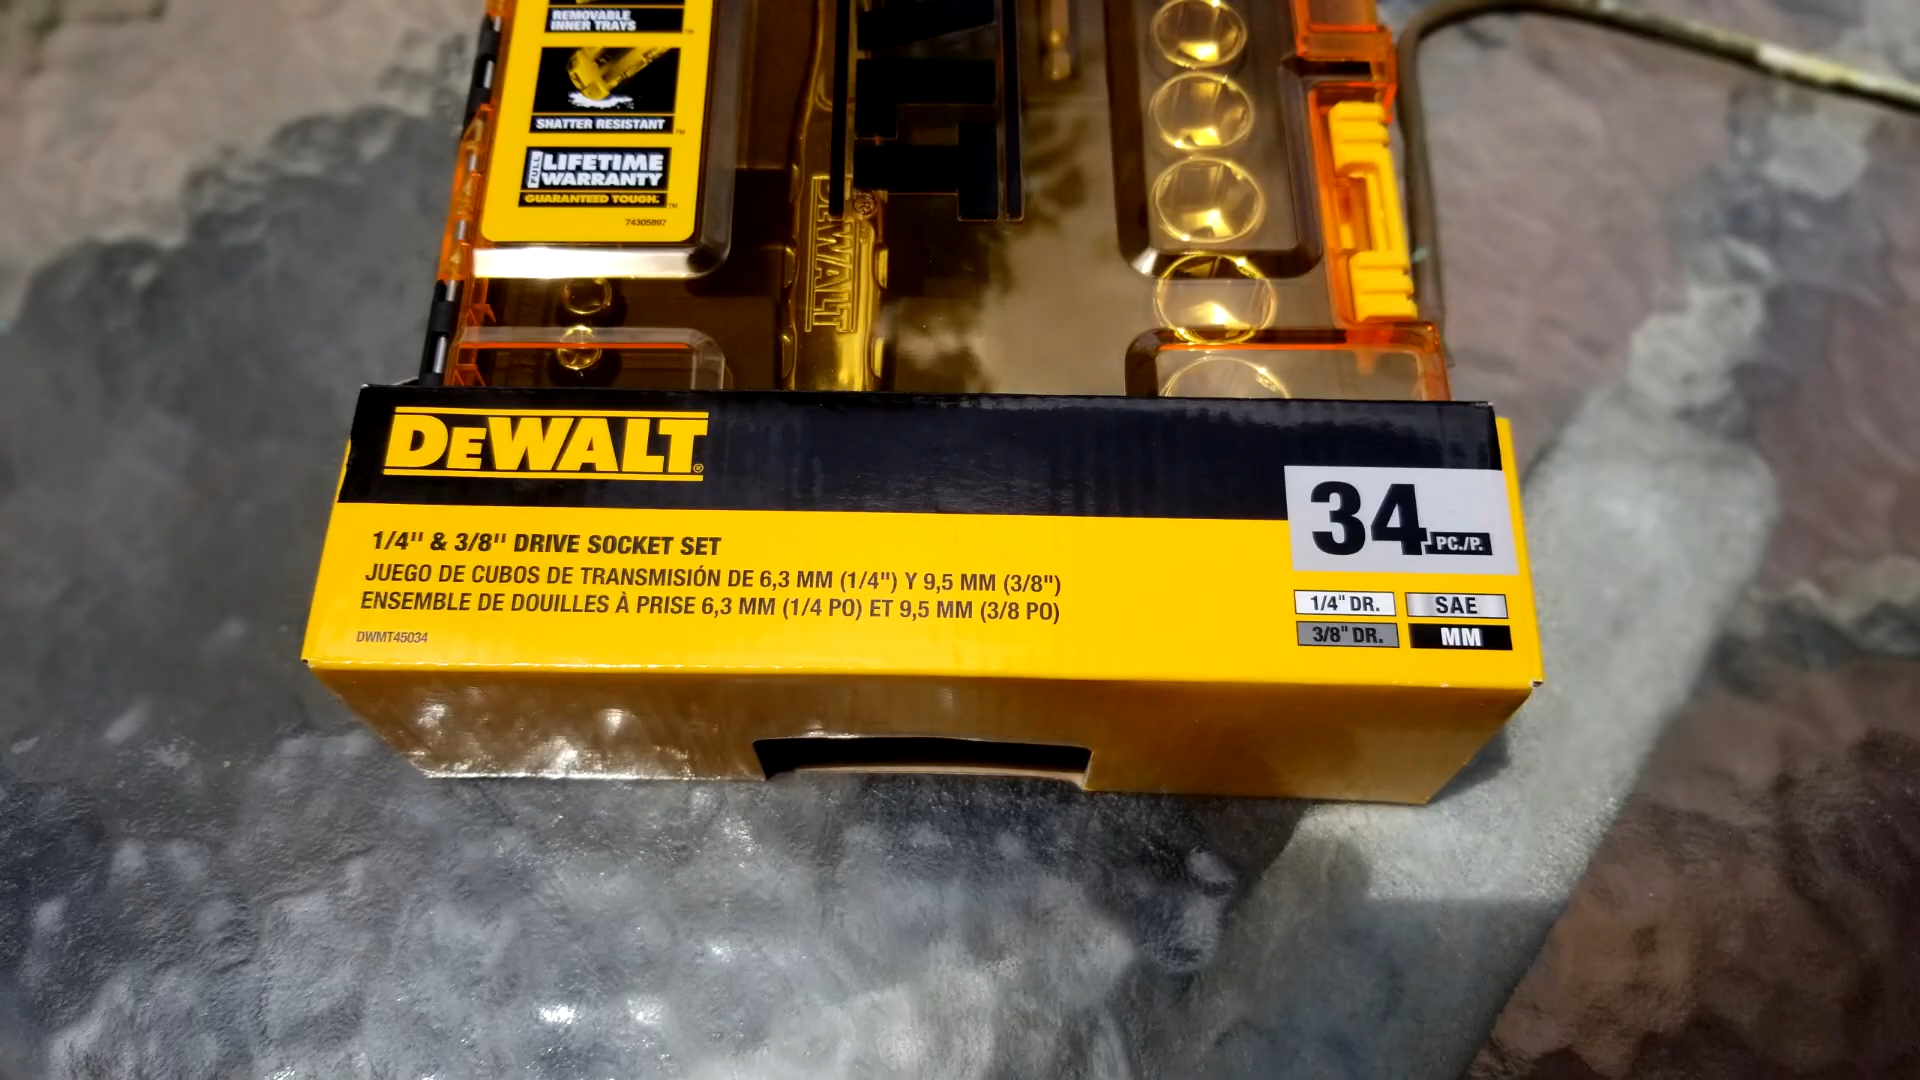 REMOVABLE
INNER TRAYS
SHATTER RESISTANT™
FULL
LIFETIME
WARRANTY
GUARANTEED TOUGH.™
74305897
DEWALT
DEWALT®
1/4" & 3/8" DRIVE SOCKET SET
JUEGO DE CUBOS DE TRANSMISIÓN DE 6,3 MM (1/4") Y 9,5 MM (3/8")
ENSEMBLE DE DOUILLES À PRISE 6,3 MM (1/4 PO) ET 9,5 MM (3/8 PO)
DWMT45034
34 PC./P.
1/4" DR. SAE
3/8" DR. MM